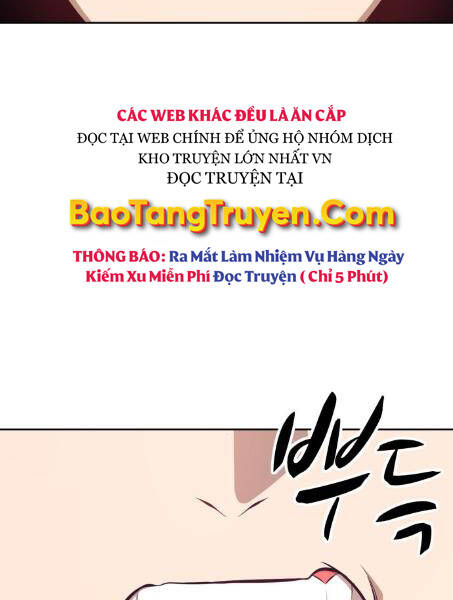 CÁC WEB KHÁC ĐỀU LÀ ĂN CẮP
ĐỌC TẠI WEB CHÍNH ĐỂ ỦNG HỘ NHÓM DỊCH
KHO TRUYỆN LỚN NHẤT VN
ĐỌC TRUYỆN TẠI
BaoTangTruyen.Com
THÔNG BÁO: Ra Mắt Làm Nhiệm Vụ Hàng Ngày
Kiếm Xu Miễn Phí Đọc Truyện ( Chỉ 5 Phút)
뿌득